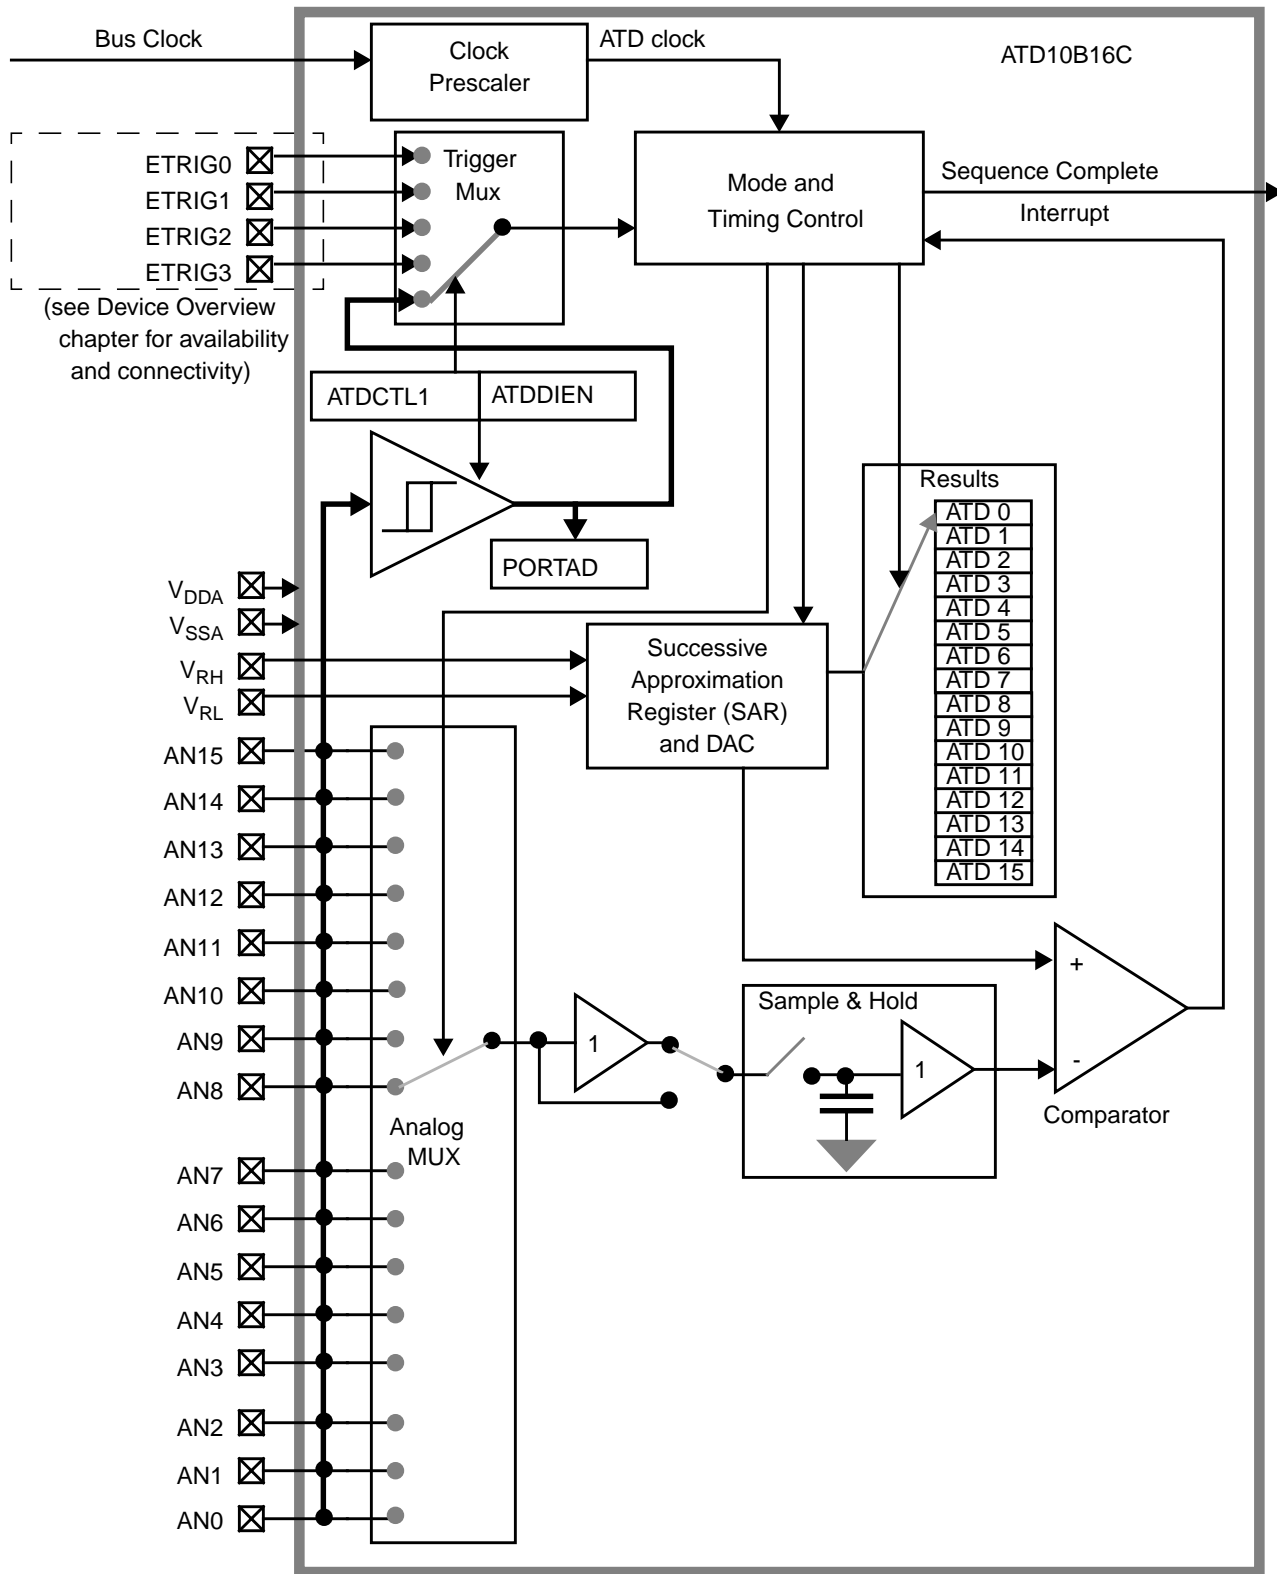 Bus Clock
Clock
Prescaler
ATD clock
ATD10B16C
ETRIG0
ETRIG1
ETRIG2
ETRIG3
(see Device Overview
chapter for availability
and connectivity)
Trigger
Mux
Mode and
Timing Control
Sequence Complete
Interrupt
ATDCTL1
ATDDIEN
PORTAD
Results
ATD 0
ATD 1
ATD 2
ATD 3
ATD 4
ATD 5
ATD 6
ATD 7
ATD 8
ATD 9
ATD 10
ATD 11
ATD 12
ATD 13
ATD 14
ATD 15
VDDA
VSSA
VRH
VRL
Successive
Approximation
Register (SAR)
and DAC
AN15
AN14
AN13
AN12
AN11
AN10
AN9
AN8
AN7
AN6
AN5
AN4
AN3
AN2
AN1
AN0
Analog
MUX
1
Sample & Hold
1
+
-
Comparator